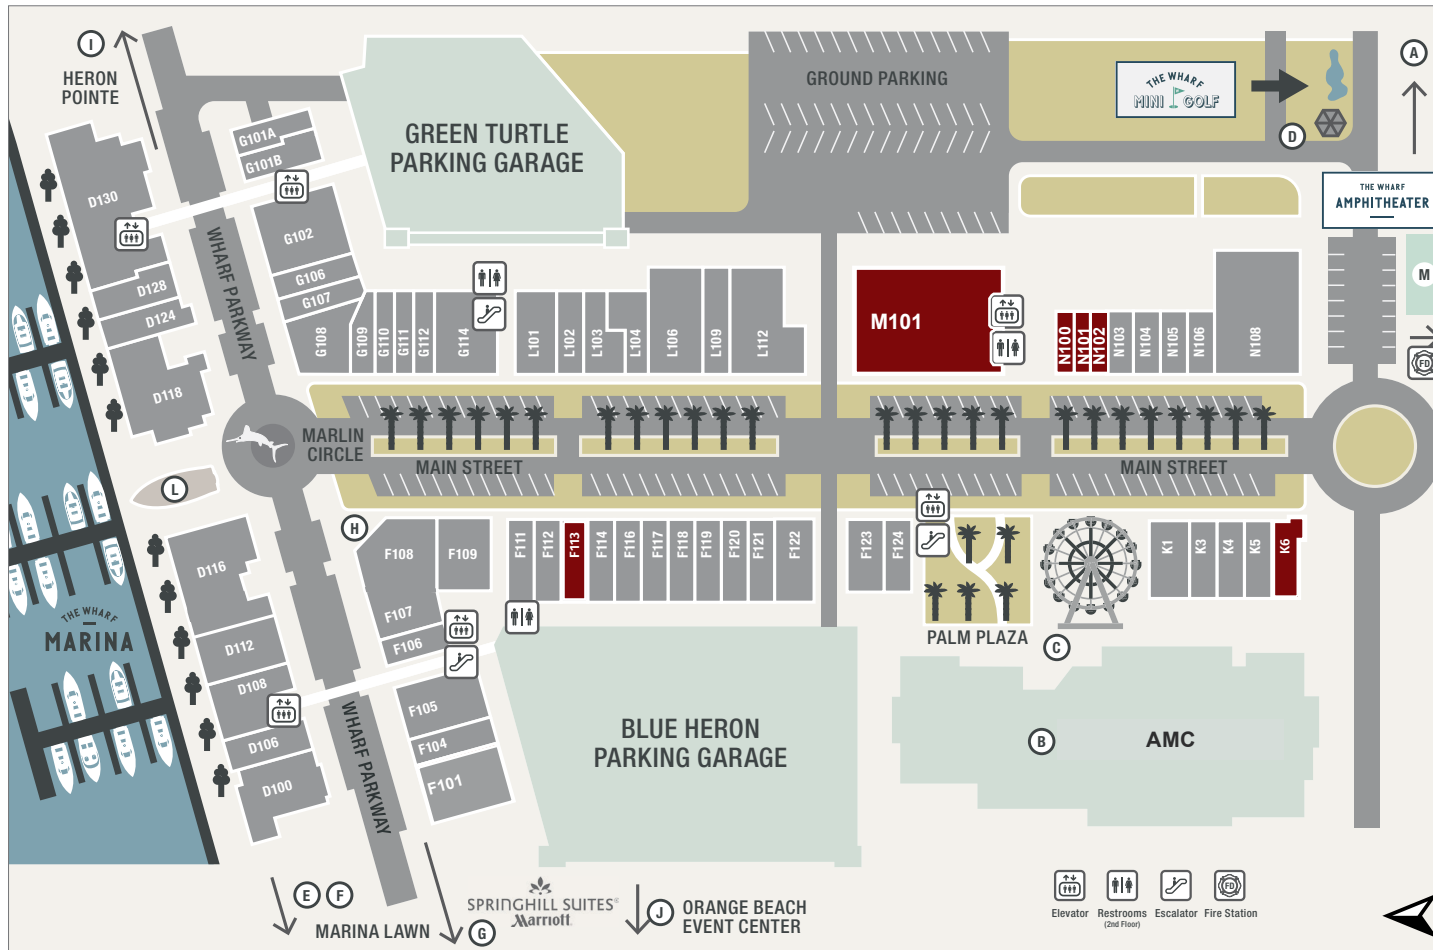 I
HERON
POINTE
GREEN TURTLE
PARKING GARAGE
GROUND PARKING
THE WHARF
MINI GOLF
A
D
THE WHARF
AMPHITHEATER
M
FD
G101A
G101B
D130
G102
G106
G107
G108
G109
G110
G111
G112
G114
D128
D124
D118
WHARF PARKWAY
L101
L102
L103
L104
L106
L109
L112
M101
N100
N101
N102
N103
N104
N105
N106
N108
MARLIN
CIRCLE
MAIN STREET
MAIN STREET
L
H
F108
F109
F111
F112
F113
F114
F116
F117
F118
F119
F120
F121
F122
F123
F124
K1
K3
K4
K5
K6
D116
D112
D108
D106
D100
F107
F106
F105
F104
F101
THE WHARF
MARINA
WHARF PARKWAY
PALM PLAZA
C
BLUE HERON
PARKING GARAGE
B
AMC
E
F
MARINA LAWN
SPRINGHILL SUITES®
Marriott
G
J
ORANGE BEACH
EVENT CENTER
FD
Elevator
Restrooms
(2nd Floor)
Escalator
Fire Station